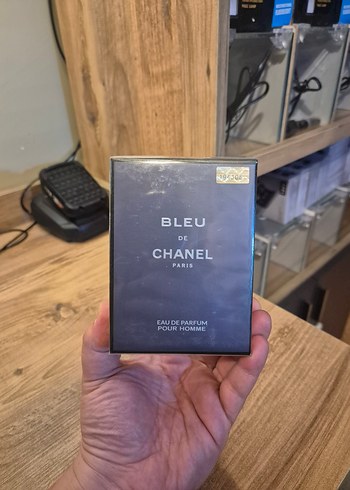 BLEU
DE
CHANEL
PARIS
EAU DE PARFUM
POUR HOMME